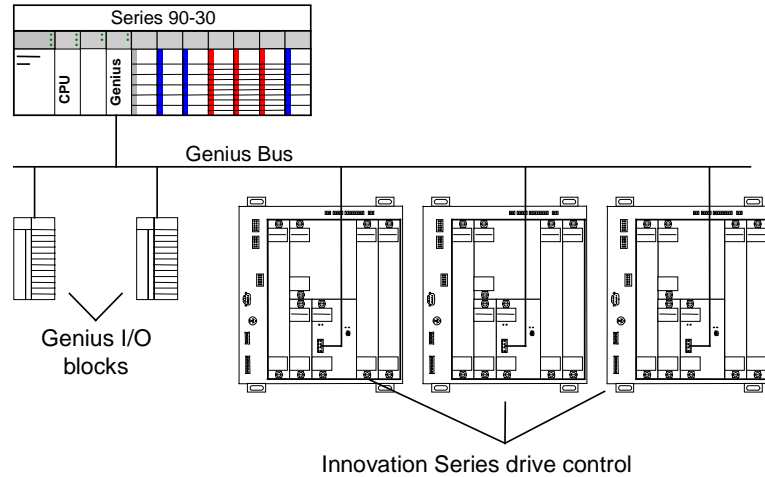 Series 90-30
CPU
Genius
Genius Bus
Genius I/O
blocks
Innovation Series drive control